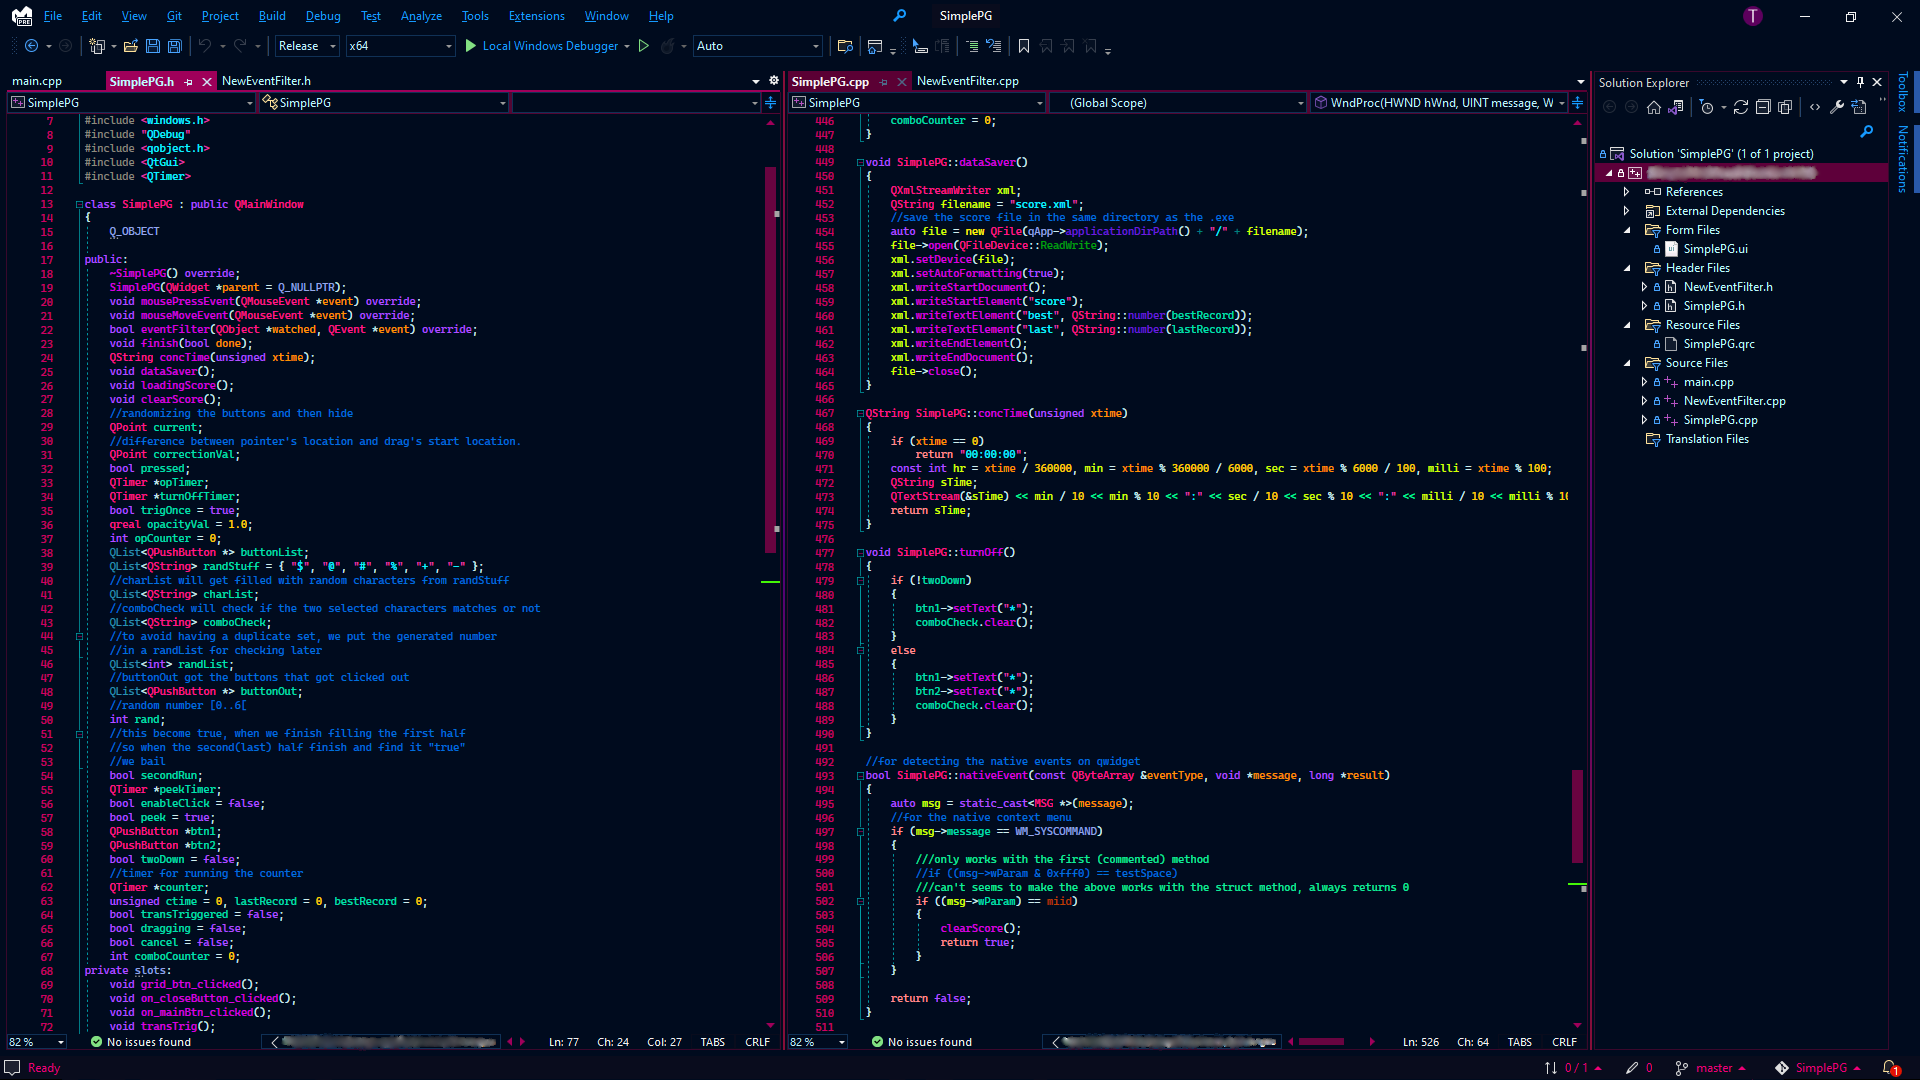 File Edit View Git Project Build Debug Test Analyze Tools Extensions Window Help SimplePG T
PRE
Release x64 Local Windows Debugger Auto
main.cpp SimplePG.h NewEventFilter.h
SimplePG SimplePG
7 #include <windows.h>
8 #include "QDebug"
9 #include <qobject.h>
10 #include <QtGui>
11 #include <QTimer>
12
13 class SimplePG : public QMainWindow
14 {
15 Q_OBJECT
16
17 public:
18 ~SimplePG() override;
19 SimplePG(QWidget *parent = Q_NULLPTR);
20 void mousePressEvent(QMouseEvent *event) override;
21 void mouseMoveEvent(QMouseEvent *event) override;
22 bool eventFilter(QObject *watched, QEvent *event) override;
23 void finish(bool done);
24 QString concTime(unsigned xtime);
25 void dataSaver();
26 void loadingScore();
27 void clearScore();
28 //randomizing the buttons and then hide
29 QPoint current;
30 //difference between pointer's location and drag's start location.
31 QPoint correctionVal;
32 bool pressed;
33 QTimer *opTimer;
34 QTimer *turnOffTimer;
35 bool trigOnce = true;
36 qreal opacityVal = 1.0;
37 int opCounter = 0;
38 QList<QPushButton *> buttonList;
39 QList<QString> randStuff = { "$", "@", "#", "%", "+", "-" };
40 //charList will get filled with random characters from randStuff
41 QList<QString> charList;
42 //comboCheck will check if the two selected characters matches or not
43 QList<QString> comboCheck;
44 //to avoid having a duplicate set, we put the generated number
45 //in a randList for checking later
46 QList<int> randList;
47 //buttonOut got the buttons that got clicked out
48 QList<QPushButton *> buttonOut;
49 //random number [0..6[
50 int rand;
51 //this become true, when we finish filling the first half
52 //so when the second(last) half finish and find it "true"
53 //we bail
54 bool secondRun;
55 QTimer *peekTimer;
56 bool enableClick = false;
57 bool peek = true;
58 QPushButton *btn1;
59 QPushButton *btn2;
60 bool twoDown = false;
61 //timer for running the counter
62 QTimer *counter;
63 unsigned ctime = 0, lastRecord = 0, bestRecord = 0;
64 bool transTriggered = false;
65 bool dragging = false;
66 bool cancel = false;
67 int comboCounter = 0;
68 private slots:
69 void grid_btn_clicked();
70 void on_closeButton_clicked();
71 void on_mainBtn_clicked();
72 void transTrig();
82 % No issues found Ln: 77 Ch: 24 Col: 27 TABS CRLF
SimplePG.cpp NewEventFilter.cpp
SimplePG (Global Scope) WndProc(HWND hWnd, UINT message, W
446 comboCounter = 0;
447 }
448
449 void SimplePG::dataSaver()
450 {
451 QXmlStreamWriter xml;
452 QString filename = "score.xml";
453 //save the score file in the same directory as the .exe
454 auto file = new QFile(qApp->applicationDirPath() + "/" + filename);
455 file->open(QFileDevice::ReadWrite);
456 xml.setDevice(file);
457 xml.setAutoFormatting(true);
458 xml.writeStartDocument();
459 xml.writeStartElement("score");
460 xml.writeTextElement("best", QString::number(bestRecord));
461 xml.writeTextElement("last", QString::number(lastRecord));
462 xml.writeEndElement();
463 xml.writeEndDocument();
464 file->close();
465 }
466
467 QString SimplePG::concTime(unsigned xtime)
468 {
469 if (xtime == 0)
470 return "00:00:00";
471 const int hr = xtime / 360000, min = xtime % 360000 / 6000, sec = xtime % 6000 / 100, milli = xtime % 100;
472 QString sTime;
473 QTextStream(&sTime) << min / 10 << min % 10 << ":" << sec / 10 << sec % 10 << ":" << milli / 10 << milli % 10
474 return sTime;
475 }
476
477 void SimplePG::turnOff()
478 {
479 if (!twoDown)
480 {
481 btn1->setText("*");
482 comboCheck.clear();
483 }
484 else
485 {
486 btn1->setText("*");
487 btn2->setText("*");
488 comboCheck.clear();
489 }
490 }
491
492 //for detecting the native events on qwidget
493 bool SimplePG::nativeEvent(const QByteArray &eventType, void *message, long *result)
494 {
495 auto msg = static_cast<MSG *>(message);
496 //for the native context menu
497 if (msg->message == WM_SYSCOMMAND)
498 {
499 ///only works with the first (commented) method
500 //if ((msg->wParam & 0xfff0) == testSpace)
501 ///can't seems to make the above works with the struct method, always returns 0
502 if ((msg->wParam) == miid)
503 {
504 clearScore();
505 return true;
506 }
507 }
508
509 return false;
510 }
511
82 % No issues found Ln: 526 Ch: 64 TABS CRLF
Solution Explorer
Solution 'SimplePG' (1 of 1 project)
References
External Dependencies
Form Files
SimplePG.ui
Header Files
NewEventFilter.h
SimplePG.h
Resource Files
SimplePG.qrc
Source Files
main.cpp
NewEventFilter.cpp
SimplePG.cpp
Translation Files
Toolbox
Notifications
Ready 0 / 1 0 master SimplePG 1